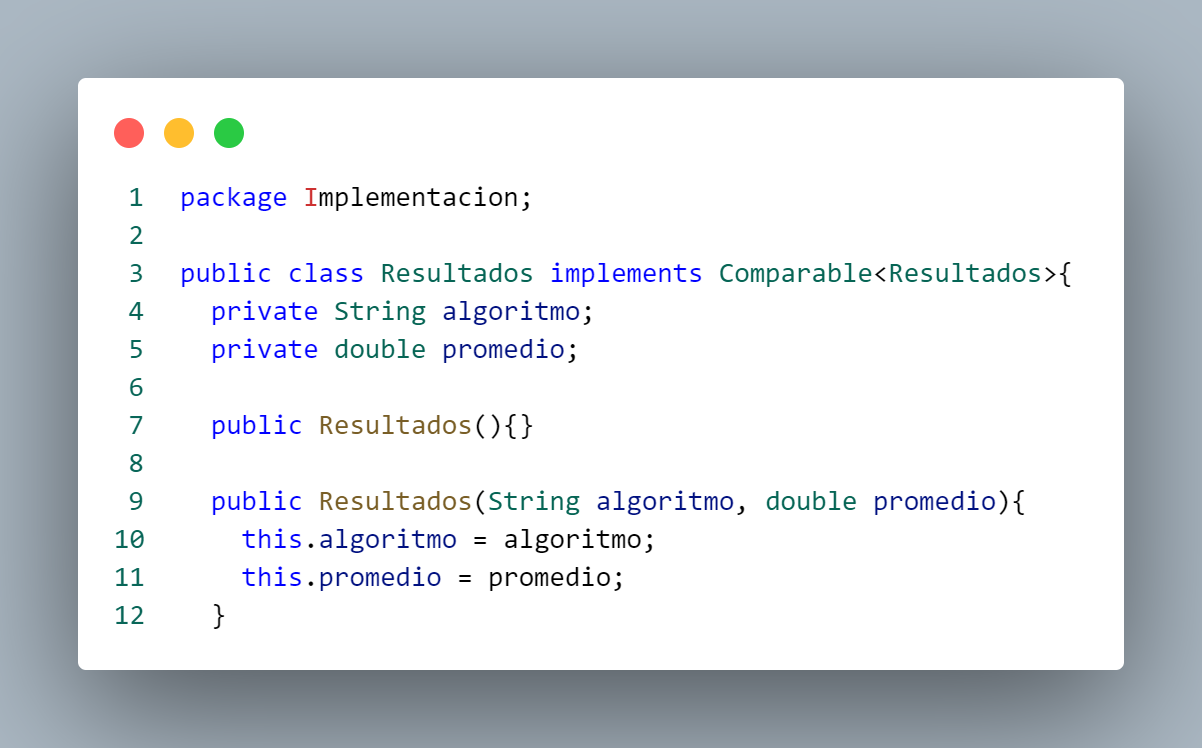 1 package Implementacion;
2
3 public class Resultados implements Comparable<Resultados>{
4   private String algoritmo;
5   private double promedio;
6
7   public Resultados(){}
8
9   public Resultados(String algoritmo, double promedio){
10     this.algoritmo = algoritmo;
11     this.promedio = promedio;
12   }